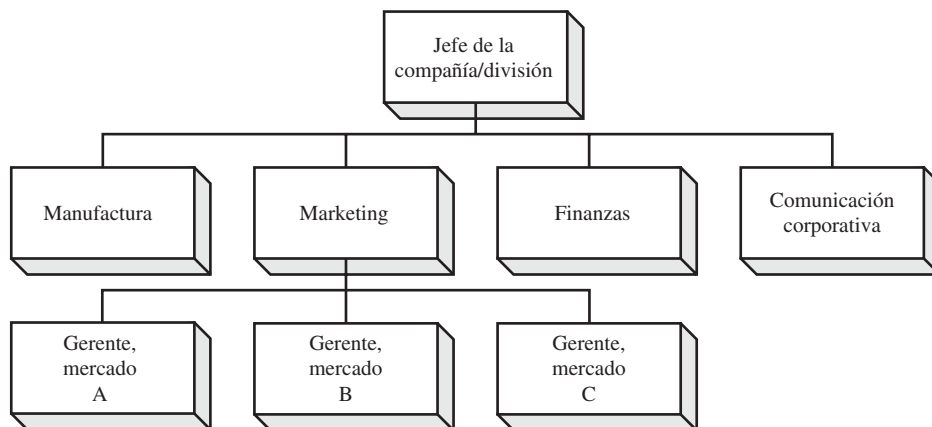 Jefe de la
compañía/división
Manufactura
Marketing
Finanzas
Comunicación
corporativa
Gerente,
mercado
A
Gerente,
mercado
B
Gerente,
mercado
C